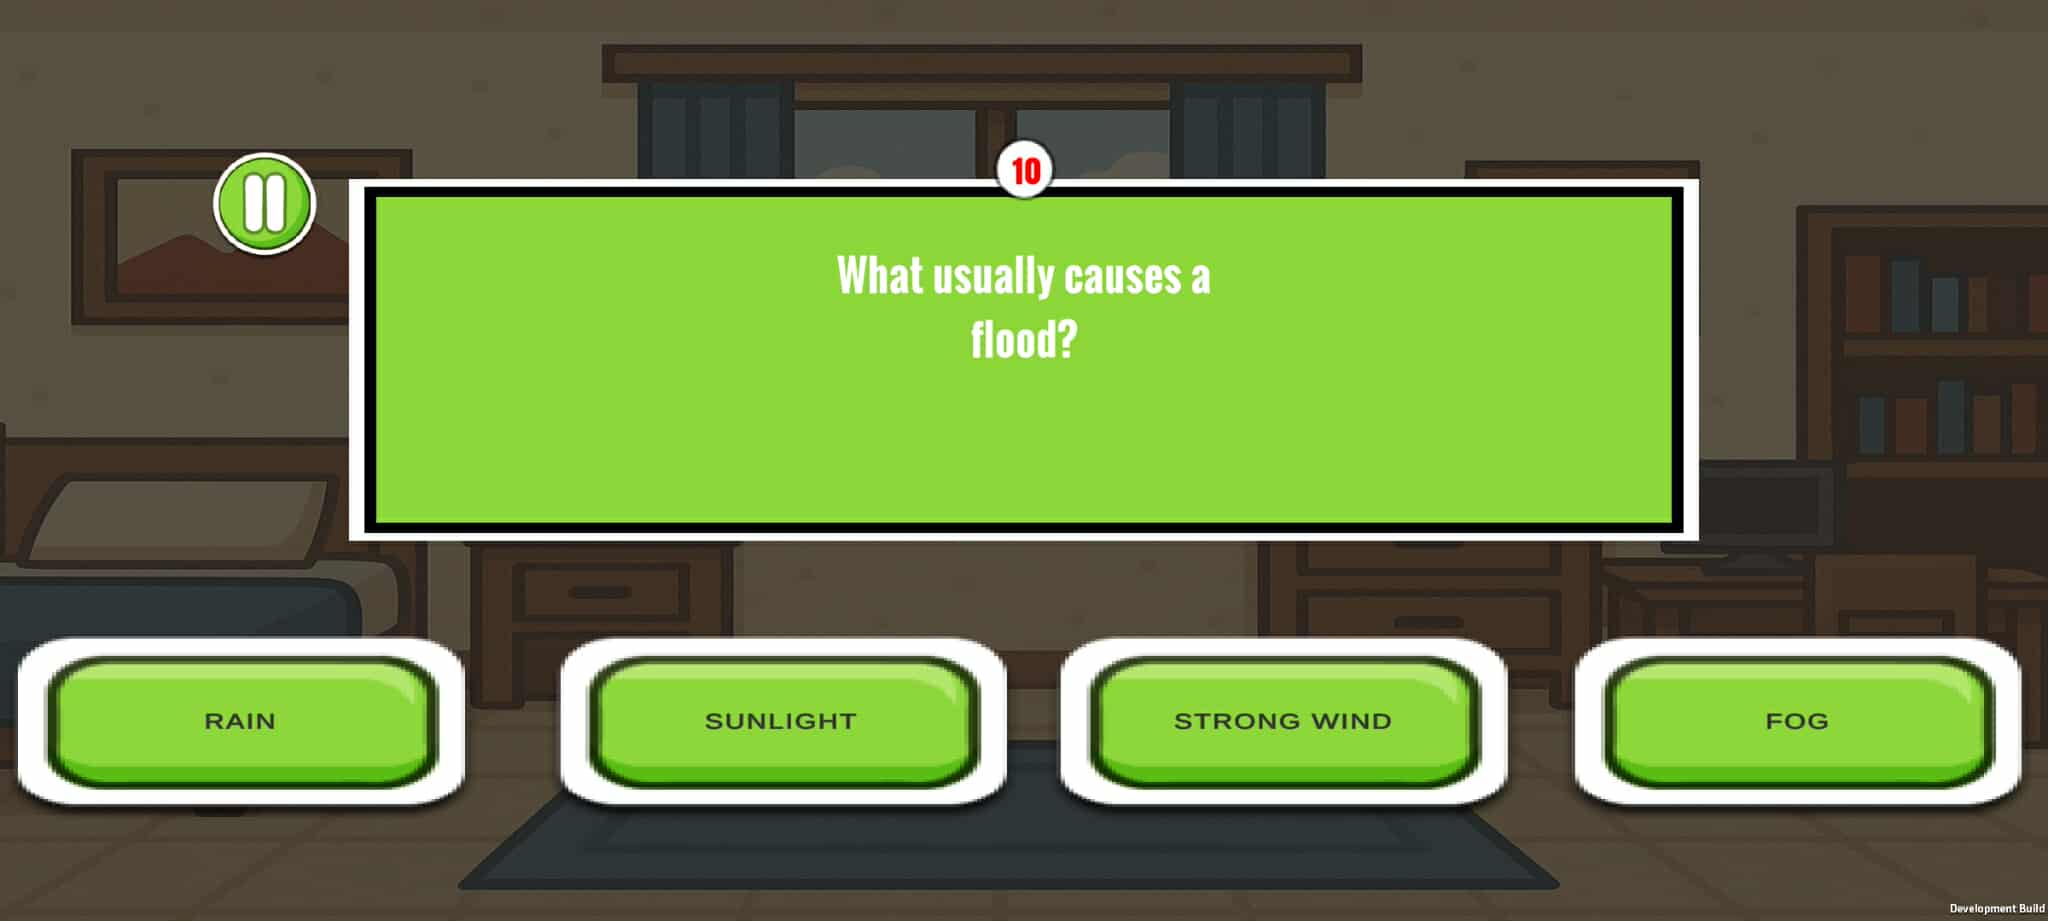 10
What usually causes a
flood?
RAIN
SUNLIGHT
STRONG WIND
FOG
Development Build